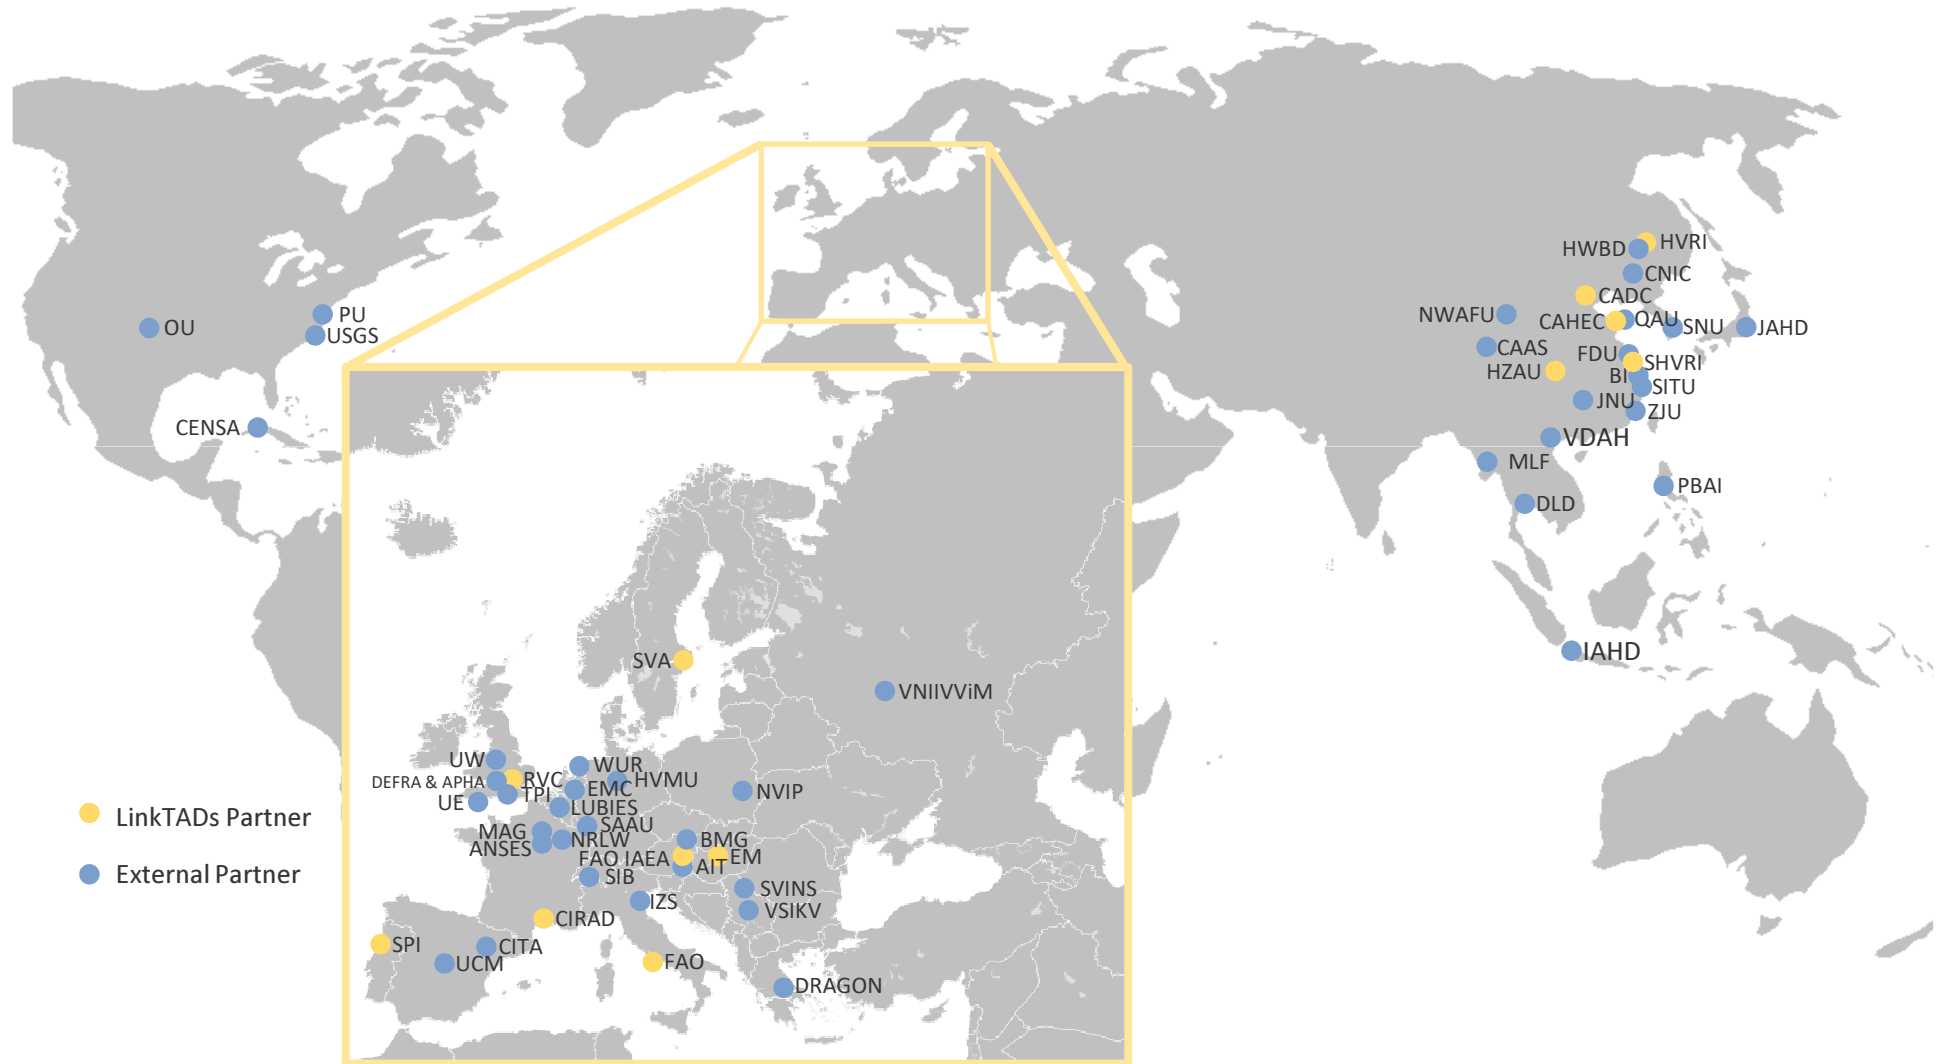 HWBD
HVRI
CNIC
CADC
NWAFU
CAHEC
QAU
SNU
JAHD
OU
PU
USGS
CAAS
FDU
SHVRI
HZAU
BI
SITU
JNU
ZJU
CENSA
VDAH
MLF
PBAI
DLD
IAHD
SVA
VNIIVViM
UW
WUR
DEFRA & APHA
RVC
HVMU
EMC
NVIP
UE
TPI
LUBIES
MAG
SAAU
ANSES
NRLW
BMG
FAO IAEA
EM
AIT
SIB
SVINS
IZS
VSIKV
CIRAD
SPI
CITA
UCM
FAO
DRAGON
LinkTADs Partner
External Partner